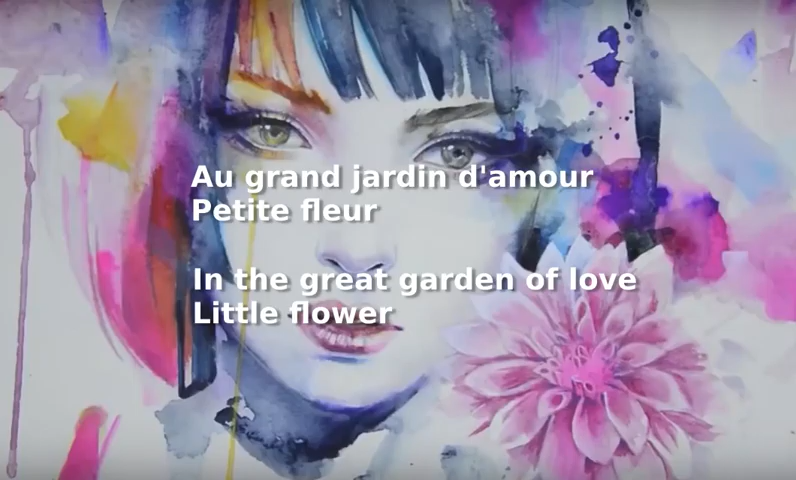 Au grand jardin d'amour
Petite fleur
In the great garden of love
Little flower